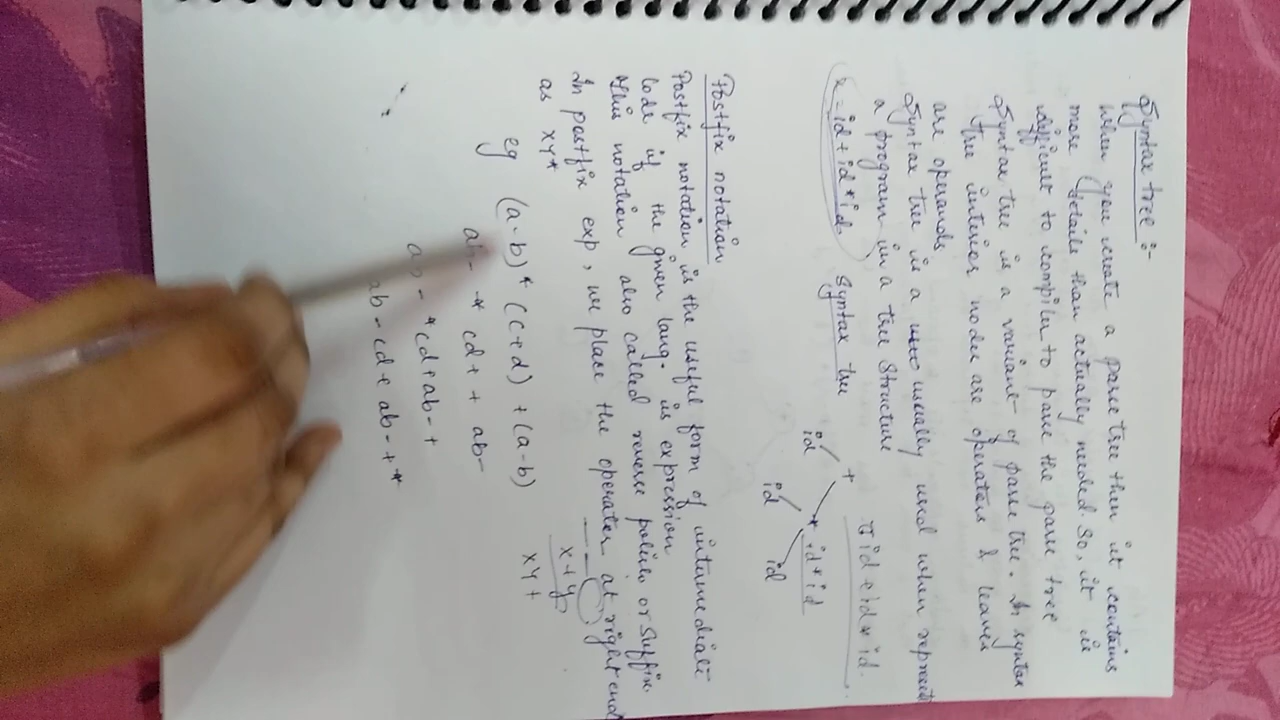 Syntax tree :-
When you create a parse tree then it contains
more details than actually needed. So, it is
difficult to compiler to parse the parse tree
Syntax tree is a variant of parse tree. In syntax
tree interior nodes are operators & leaves
are operands
Syntax tree is a usually used when represent
a program in a tree structure
x = id + id * id
Syntax tree
id + id * id.
+
id
* id * id
id
id
Postfix notation
Postfix notation is the useful form of intermediate
code if the given lang. is expression
This notation also called reverse polish or suffix.
In postfix exp, we place the operator at right end
as xy*
x + y
xy +
eg (a-b) * (c+d) + (a-b)
ab- * cd+ + ab-
ab- * cd+ab-+
ab-cd+ab-+*